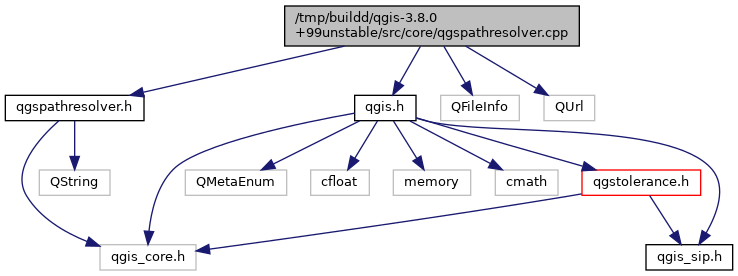 /tmp/buildd/qgis-3.8.0
+99unstable/src/core/qgspathresolver.cpp
qgspathresolver.h
qgis.h
QFileInfo
QUrl
QString
QMetaEnum
cfloat
memory
cmath
qgstolerance.h
qgis_core.h
qgis_sip.h